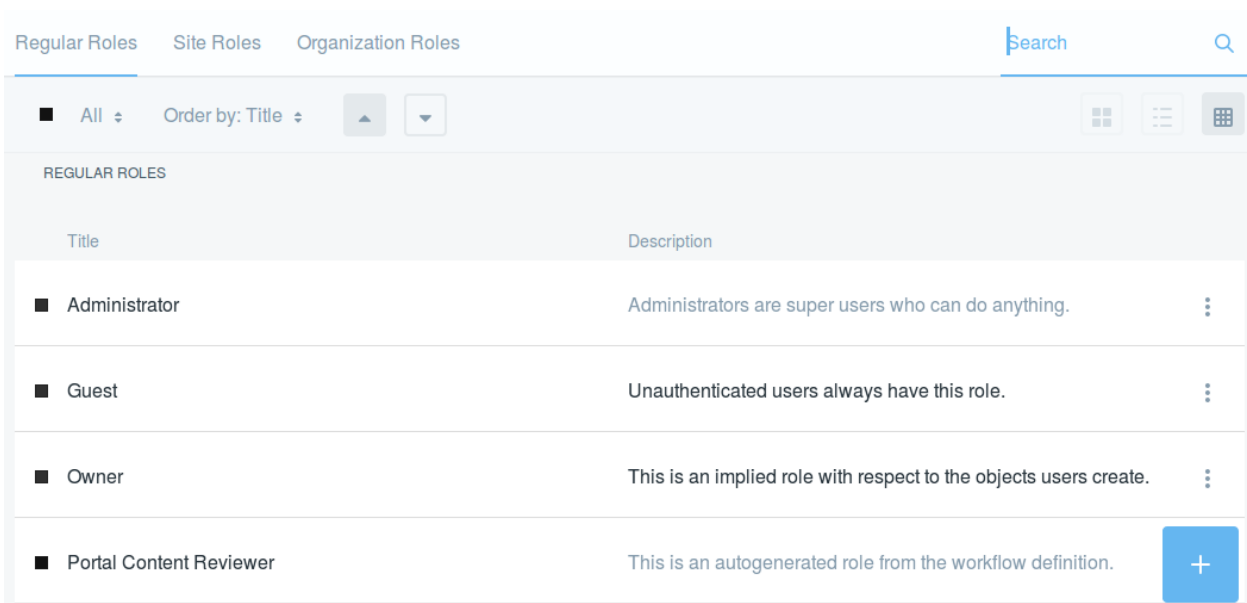 Regular Roles Site Roles Organization Roles Search
All Order by: Title
REGULAR ROLES
Title Description
Administrator Administrators are super users who can do anything.
Guest Unauthenticated users always have this role.
Owner This is an implied role with respect to the objects users create.
Portal Content Reviewer This is an autogenerated role from the workflow definition.